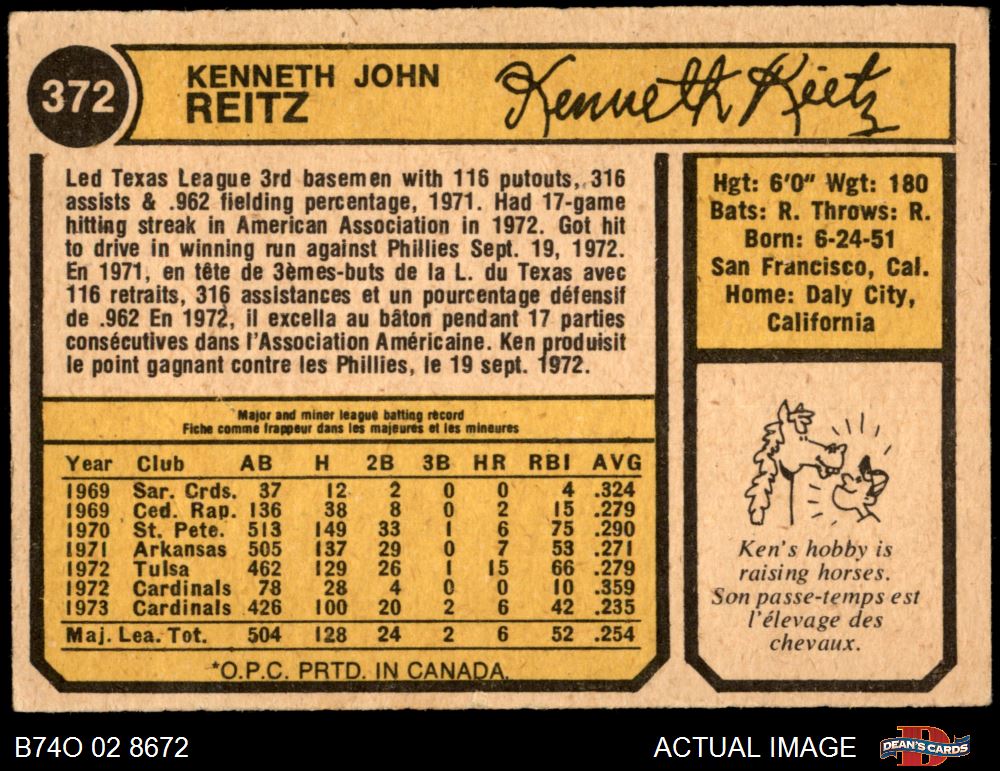 372
KENNETH JOHN
REITZ
Kenneth Reitz
Led Texas League 3rd basemen with 116 putouts, 316
assists & .962 fielding percentage, 1971. Had 17-game
hitting streak in American Association in 1972. Got hit
to drive in winning run against Phillies Sept. 19, 1972.
En 1971, en tête de 3èmes-buts de la L. du Texas avec
116 retraits, 316 assistances et un pourcentage défensif
de .962 En 1972, il excella au bâton pendant 17 parties
consécutives dans l'Association Américaine. Ken produisit
le point gagnant contre les Phillies, le 19 sept. 1972.
Hgt: 6'0" Wgt: 180
Bats: R. Throws: R.
Born: 6-24-51
San Francisco, Cal.
Home: Daly City,
California
Major and miner league batting record
Fiche comme frappeur dans les majeures et les mineures
Year Club AB H 2B 3B HR RBI AVG
1969 Sar. Crds. 37 12 2 0 0 4 .324
1969 Ced. Rap. 136 38 8 0 2 15 .279
1970 St. Pete. 513 149 33 1 6 75 .290
1971 Arkansas 505 137 29 0 7 53 .271
1972 Tulsa 462 129 26 1 15 66 .279
1972 Cardinals 78 28 4 0 0 10 .359
1973 Cardinals 426 100 20 2 6 42 .235
Maj. Lea. Tot. 504 128 24 2 6 52 .254
*O.P.C. PRTD. IN CANADA.
Ken's hobby is
raising horses.
Son passe-temps est
l'élevage des
chevaux.
B74O 02 8672
ACTUAL IMAGE
DEAN'S CARDS